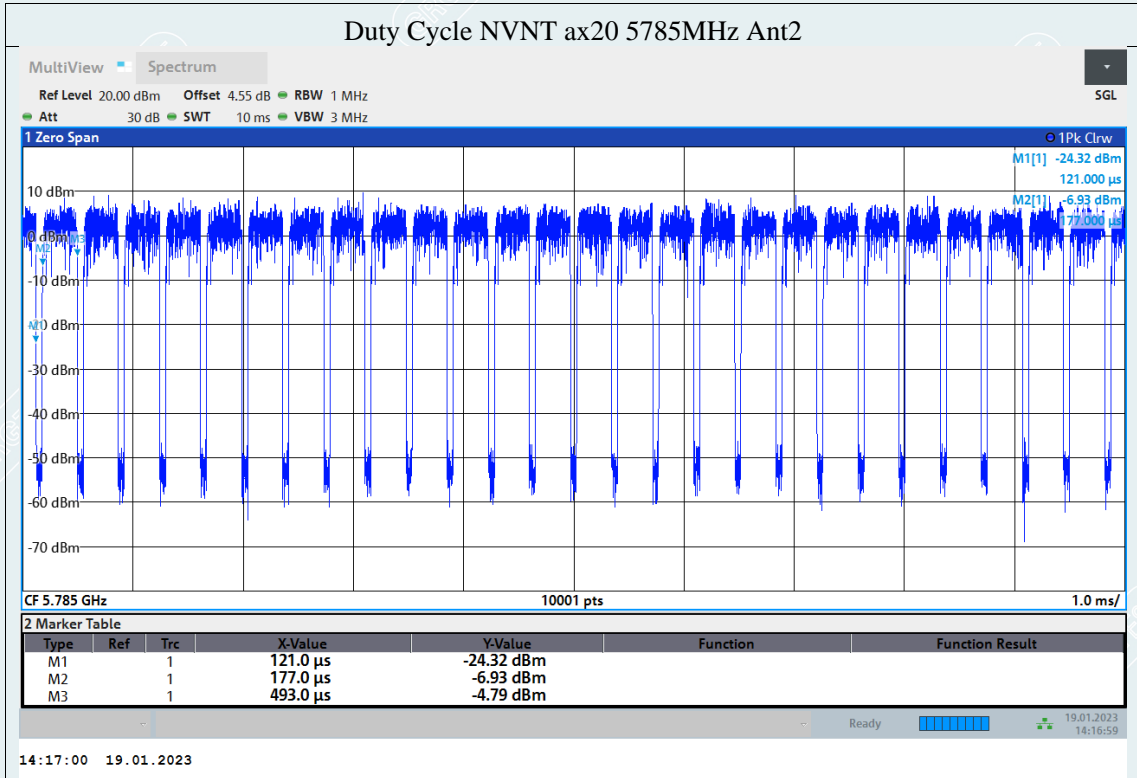 Duty Cycle NVNT ax20 5785MHz Ant2
MultiView Spectrum
Ref Level 20.00 dBm Offset 4.55 dB RBW 1 MHz SGL
Att 30 dB SWT 10 ms VBW 3 MHz
1 Zero Span 1Pk Clrw
M1[1] -24.32 dBm
121.000 µs
10 dBm M2[1] -6.93 dBm
177.000 µs
0 dBm M3
M2
-10 dBm
M1
-30 dBm
-40 dBm
-50 dBm
-60 dBm
-70 dBm
CF 5.785 GHz 10001 pts 1.0 ms/
2 Marker Table
Type Ref Trc X-Value Y-Value Function Function Result
M1 1 121.0 µs -24.32 dBm
M2 1 177.0 µs -6.93 dBm
M3 1 493.0 µs -4.79 dBm
Ready 19.01.2023
14:16:59
14:17:00 19.01.2023